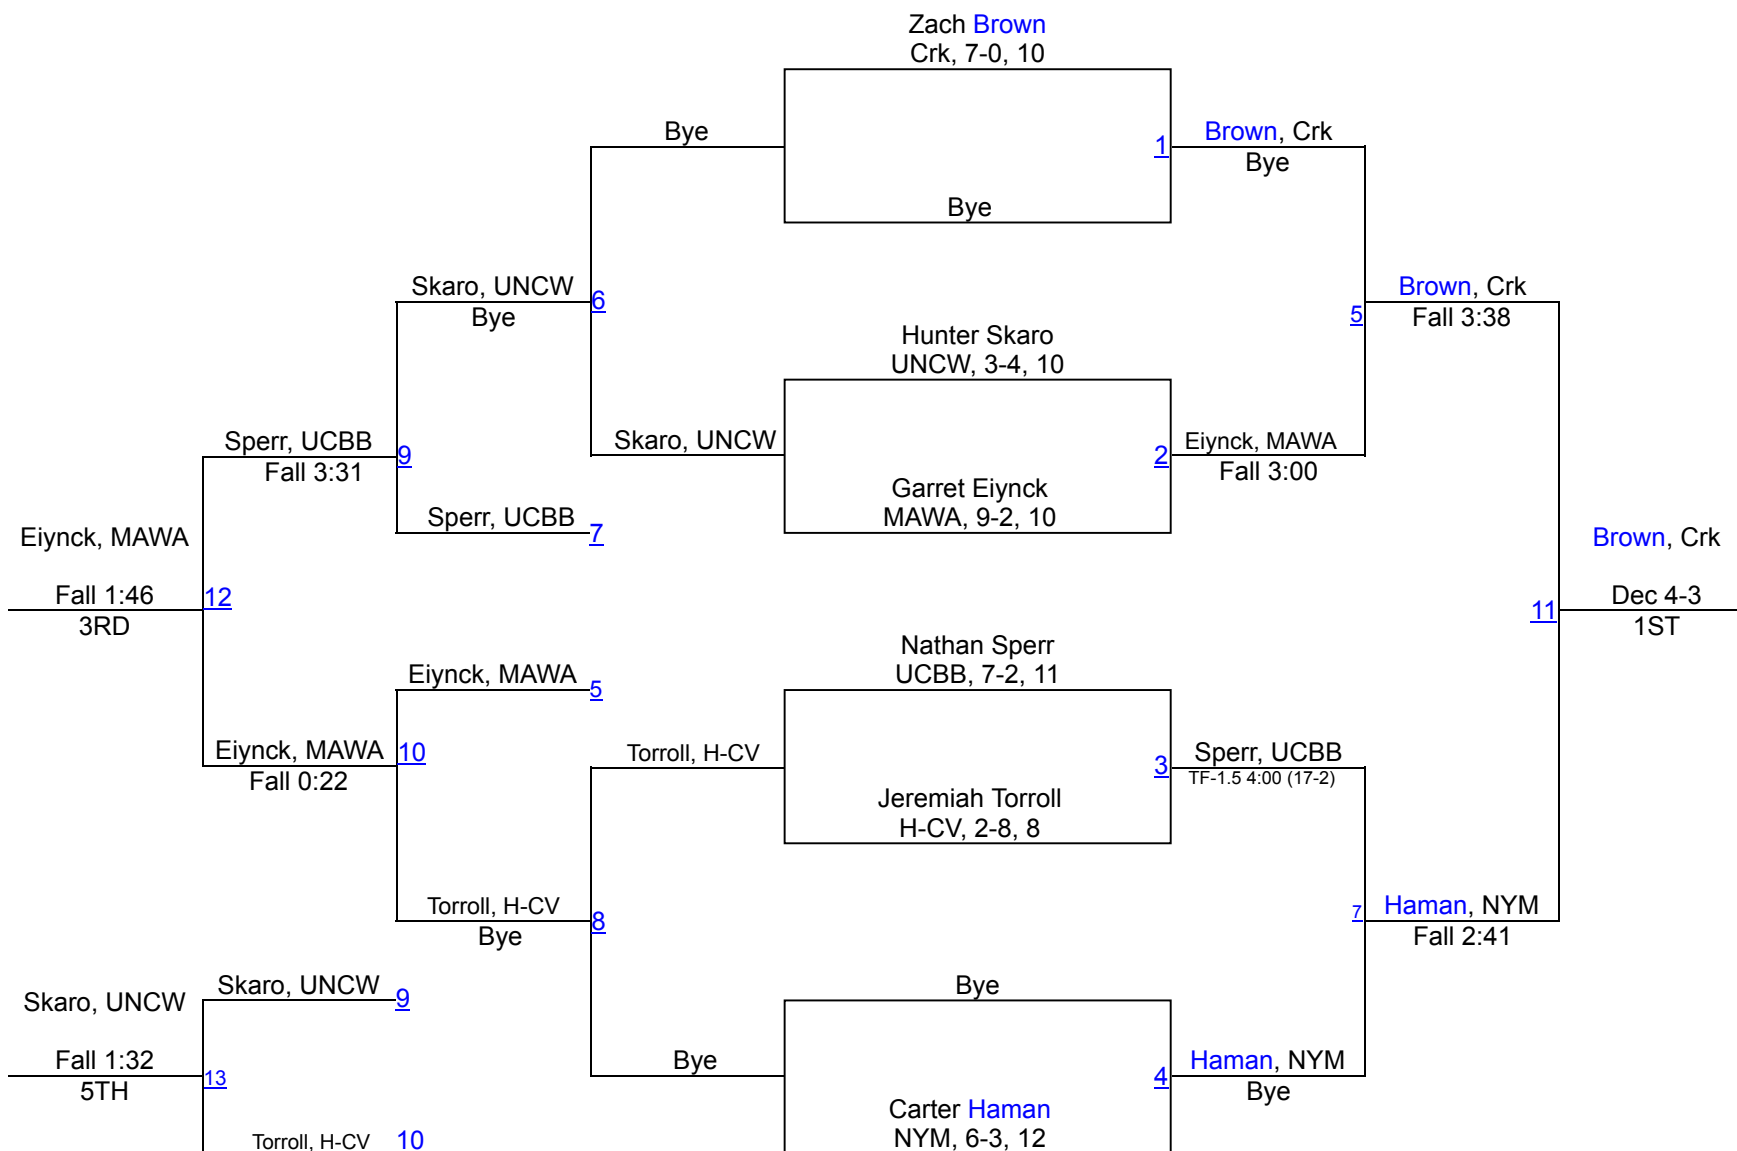 Zach Brown
Crk, 7-0, 10
Bye
1
Brown, Crk
Bye
Bye
Skaro, UNCW
Bye
6
Brown, Crk
Fall 3:38
5
Hunter Skaro
UNCW, 3-4, 10
Sperr, UCBB
Fall 3:31
9
Skaro, UNCW
2
Eiynck, MAWA
Fall 3:00
Garret Eiynck
MAWA, 9-2, 10
Sperr, UCBB
7
Eiynck, MAWA
Fall 1:46
3RD
12
Brown, Crk
Dec 4-3
1ST
11
Nathan Sperr
UCBB, 7-2, 11
Eiynck, MAWA
5
Eiynck, MAWA
Fall 0:22
10
Torroll, H-CV
3
Sperr, UCBB
TF-1.5 4:00 (17-2)
Jeremiah Torroll
H-CV, 2-8, 8
Torroll, H-CV
Bye
8
7
Haman, NYM
Fall 2:41
Skaro, UNCW
Fall 1:32
5TH
13
Skaro, UNCW
9
Bye
Bye
4
Haman, NYM
Bye
Carter Haman
NYM, 6-3, 12
Torroll, H-CV
10